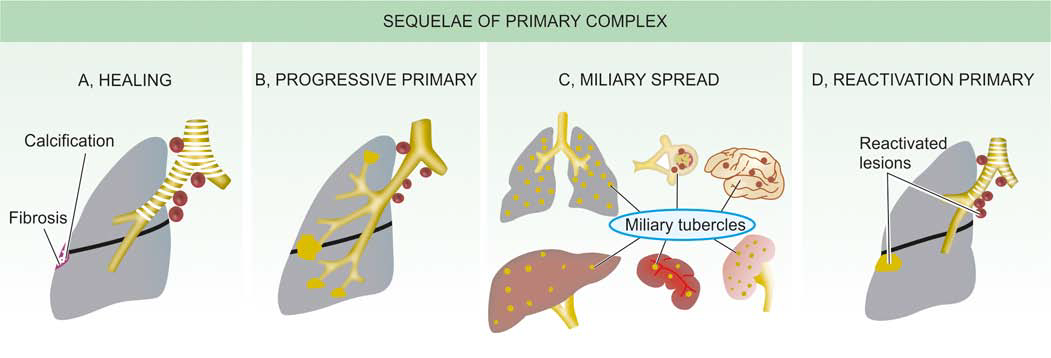 SEQUELAE OF PRIMARY COMPLEX
A, HEALING
B, PROGRESSIVE PRIMARY
C, MILIARY SPREAD
D, REACTIVATION PRIMARY
Calcification
Fibrosis
Miliary tubercles
Reactivated
lesions